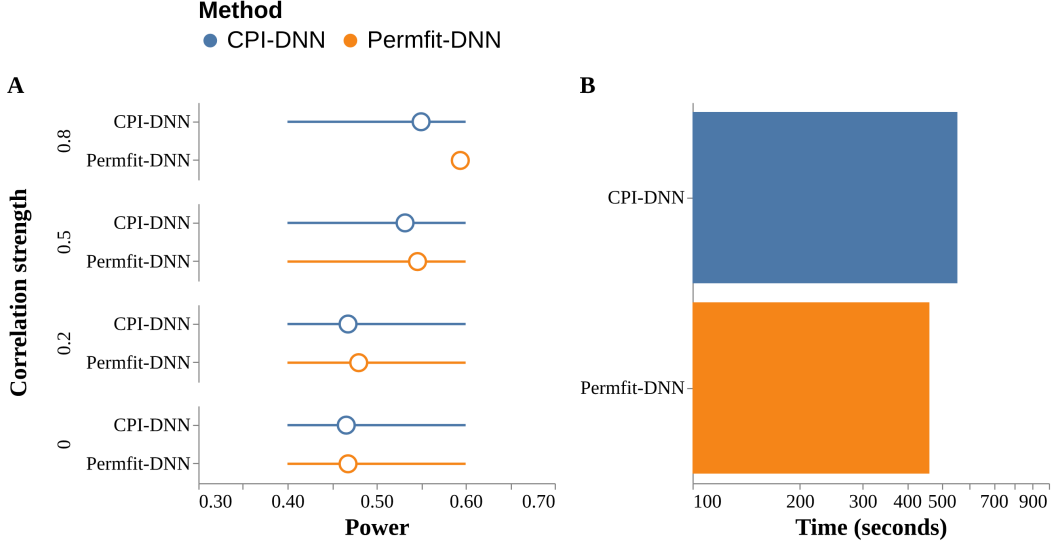 Method
CPI-DNN Permfit-DNN
A
Correlation strength
0.8
CPI-DNN
Permfit-DNN
0.5
CPI-DNN
Permfit-DNN
0.2
CPI-DNN
Permfit-DNN
0
CPI-DNN
Permfit-DNN
0.30 0.40 0.50 0.60 0.70
Power
B
CPI-DNN
Permfit-DNN
100 200 300 400 500 700 900
Time (seconds)